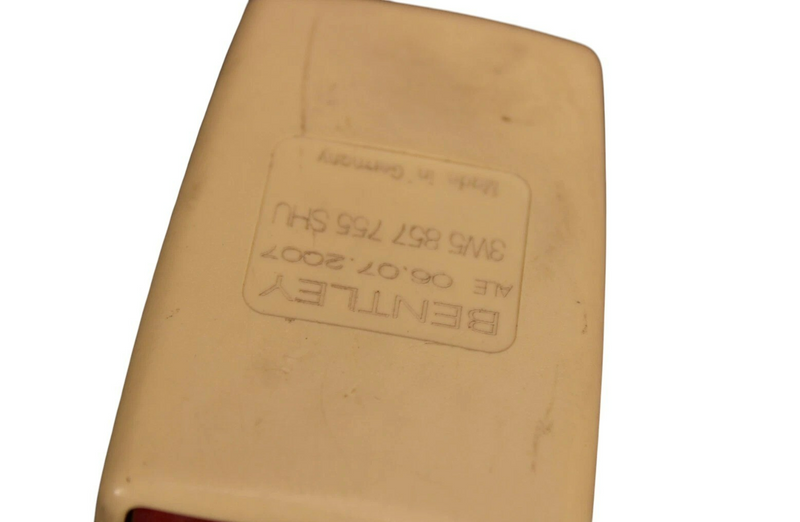 BENTLEY
ALE 06.07.2007
3W5 857 755 SHU
Made in Germany